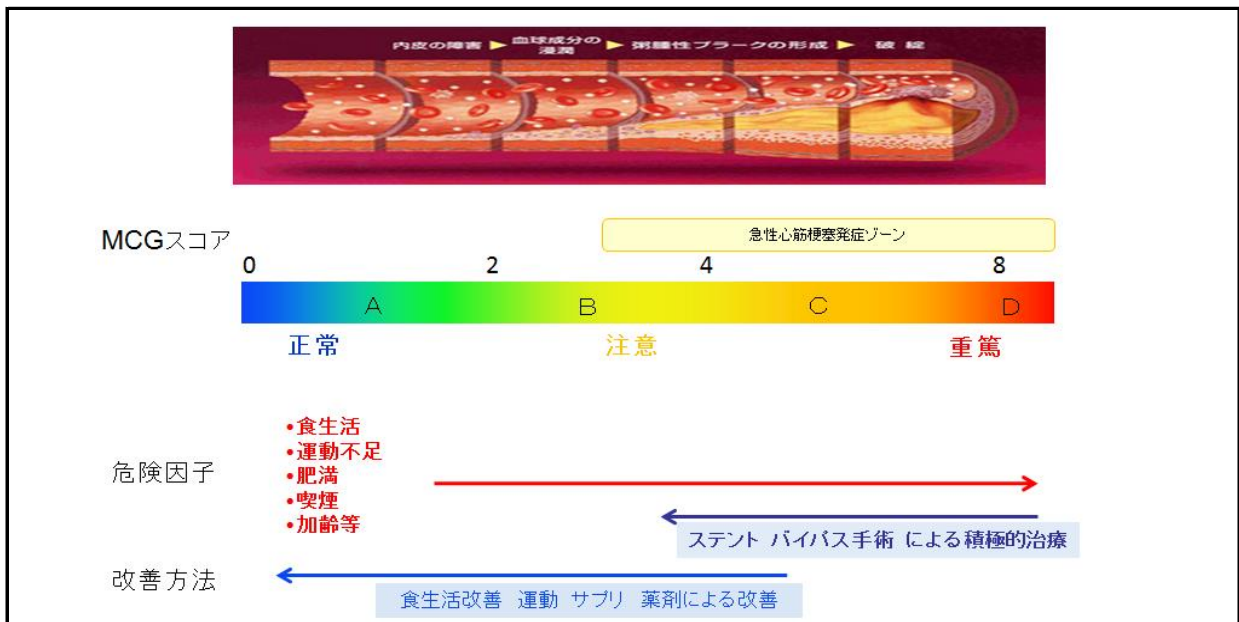 内皮の障害 ▶ 血球成分の浸潤 ▶ 粥腫性プラークの形成 ▶ 破綻
MCGスコア
急性心筋梗塞発症ゾーン
0 2 4 8
A B C D
正常 注意 重篤
危険因子
•食生活
•運動不足
•肥満
•喫煙
•加齢等
ステント バイパス手術 による積極的治療
改善方法
食生活改善 運動 サプリ 薬剤による改善